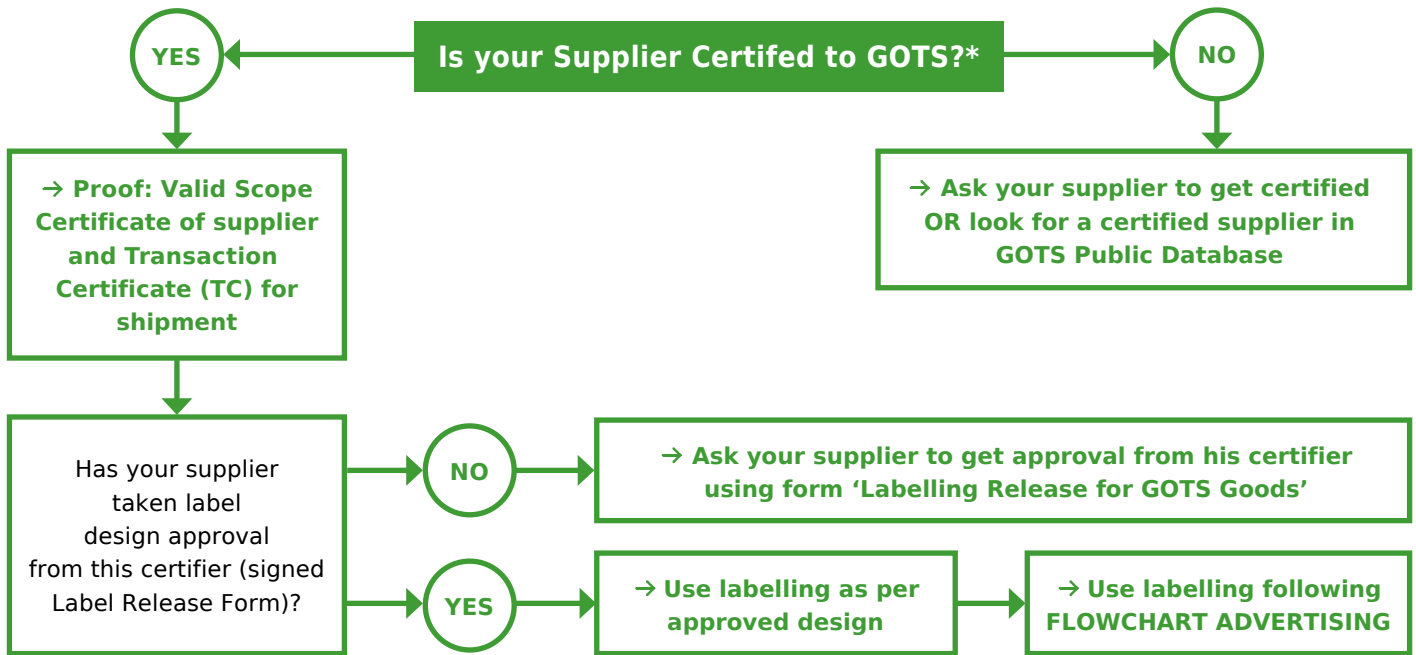 Is your Supplier Certifed to GOTS?*
YES
NO
→ Proof: Valid Scope
Certificate of supplier
and Transaction
Certificate (TC) for
shipment
→ Ask your supplier to get certified
OR look for a certified supplier in
GOTS Public Database
Has your supplier
taken label
design approval
from this certifier (signed
Label Release Form)?
NO
→ Ask your supplier to get approval from his certifier
using form ‘Labelling Release for GOTS Goods’
YES
→ Use labelling as per
approved design
→ Use labelling following
FLOWCHART ADVERTISING